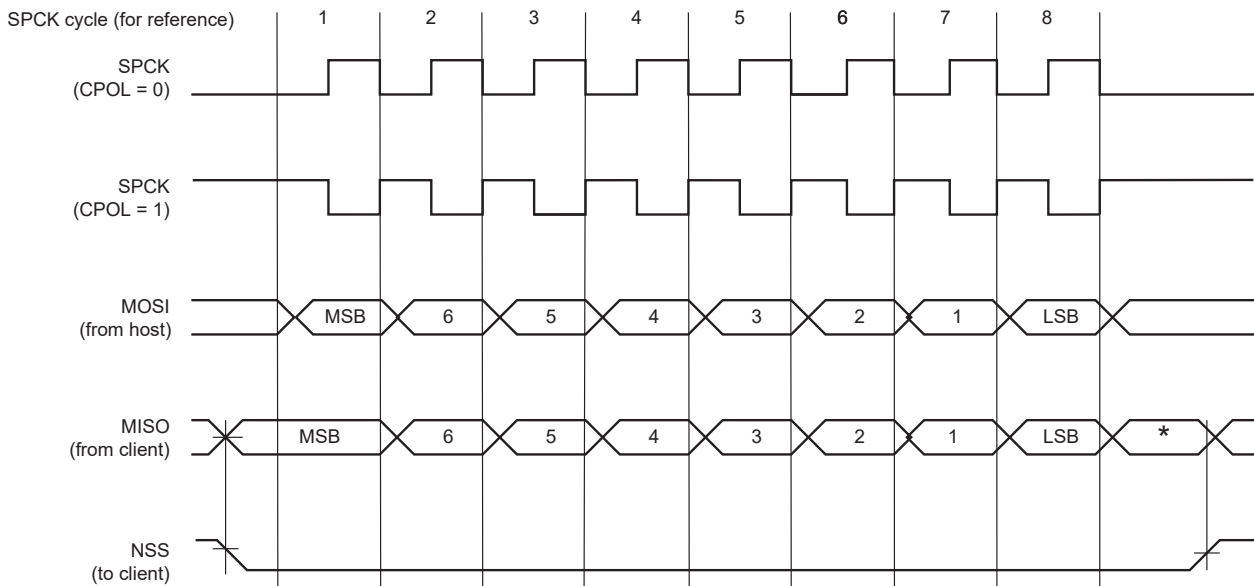 SPCK cycle (for reference) 1 2 3 4 5 6 7 8
SPCK
(CPOL = 0)
SPCK
(CPOL = 1)
MOSI
(from host)
MSB 6 5 4 3 2 1 LSB
MISO
(from client)
MSB 6 5 4 3 2 1 LSB *
NSS
(to client)